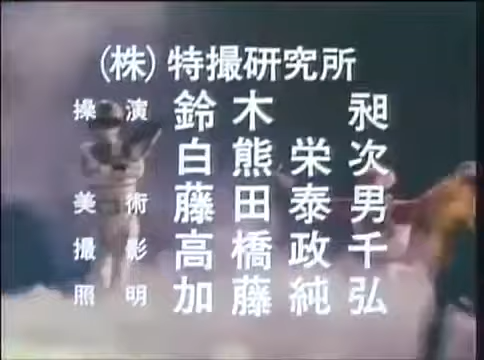 (株)特撮研究所
操演 鈴木 昶
白熊栄次
美術 藤田泰男
撮影 高橋政千
照明 加藤純弘